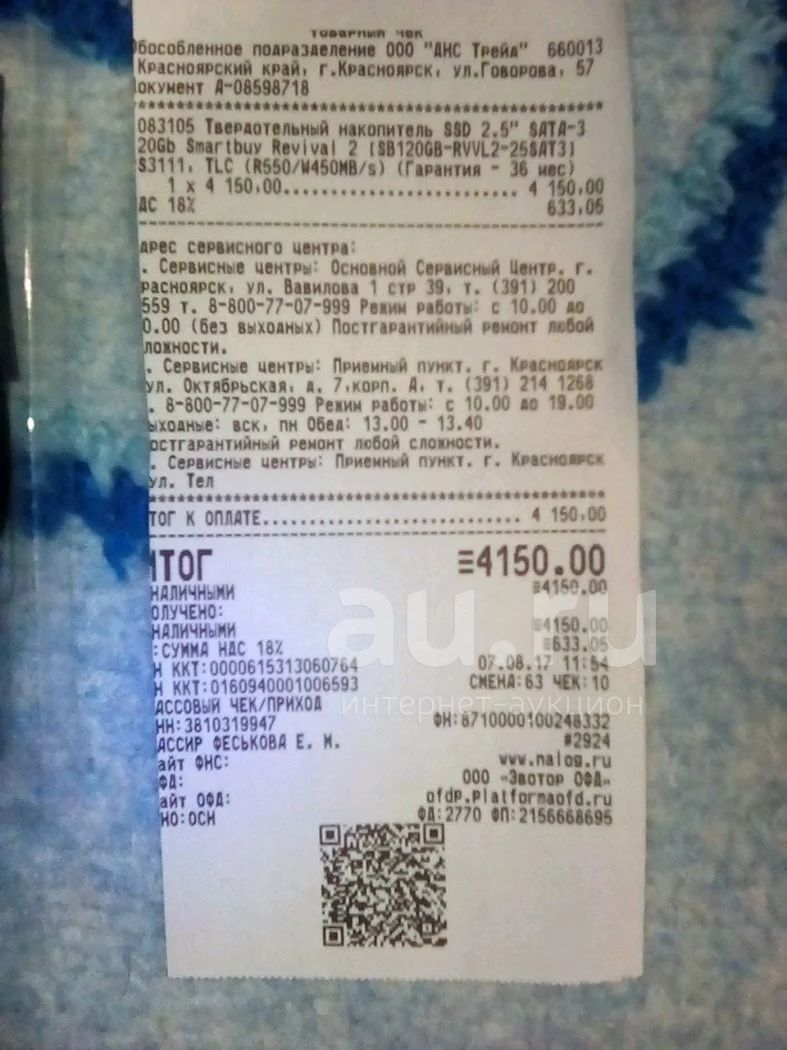 товарный чек
Обособленное подразделение ООО "ДНС Трейд" 660013
Красноярский край, г.Красноярск, ул.Говорова, 57
окумент А-08598718
083105 Твердотельный накопитель SSD 2.5" SATA-3
20Gb Smartbuy Revival 2 [SB120GB-RVVL2-25SAT3]
S3111, TLC (R550/W450MB/s) (Гарантия - 36 мес)
1 x 4 150,00.......................... 4 150,00
ДС 18% 633,05
дрес сервисного центра:
. Сервисные центры: Основной Сервисный Центр. г.
расноярск, ул. Вавилова 1 стр 39, т. (391) 200
559 т. 8-800-77-07-999 Режим работы: с 10.00 до
0.00 (без выходных) Постгарантийный ремонт любой
ложности.
. Сервисные центры: Приемный пункт. г. Красноярск
ул. Октябрьская, д. 7,корп. А, т. (391) 214 1268
. 8-800-77-07-999 Режим работы: с 10.00 до 19.00
ыходные: вск, пн Обед: 13.00 - 13.40
остгарантийный ремонт любой сложности.
. Сервисные центры: Приемный пункт. г. Красноярск
ул. Тел
ТОГ К ОПЛАТЕ............................ 4 150,00
ИТОГ ≡4150.00
НАЛИЧНЫМИ ≡4150.00
ОЛУЧЕНО:
НАЛИЧНЫМИ ≡4150.00
:СУММА НДС 18% ≡633.05
Н ККТ:0000615313060764 07.08.17 11:54
Н ККТ:0160940001006593 СМЕНА:63 ЧЕК:10
АССОВЫЙ ЧЕК/ПРИХОД
НН:3810319947 ФН:8710000100248332
АССИР ФЕСЬКОВА Е. М. #2924
айт ФНС: www.nalog.ru
ФД: ООО «Эвотор ОФД»
айт ОФД: ofdp.platformaofd.ru
НО:ОСН ФД:2770 ФП:2156668695
au.ru
интернет-аукцион